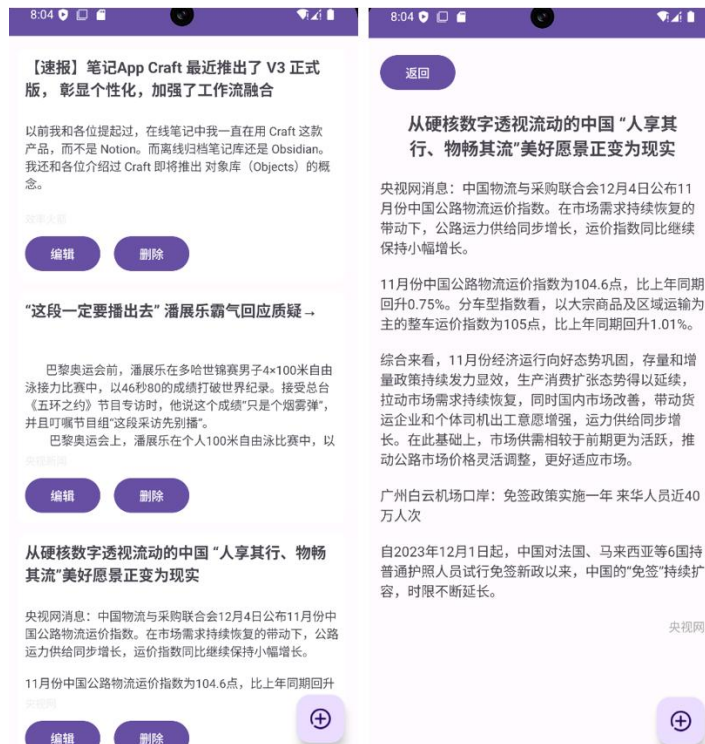 8:04
【速报】笔记App Craft 最近推出了 V3 正式
版， 彰显个性化，加强了工作流融合
以前我和各位提起过，在线笔记中我一直在用 Craft 这款
产品，而不是 Notion。而离线归档笔记库还是 Obsidian。
我还和各位介绍过 Craft 即将推出 对象库（Objects）的概
念。
效率火箭
编辑
删除
“这段一定要播出去” 潘展乐霸气回应质疑→
巴黎奥运会前，潘展乐在多哈世锦赛男子4×100米自由
泳接力比赛中，以46秒80的成绩打破世界纪录。接受总台
《五环之约》节目专访时，他说这个成绩“只是个烟雾弹”，
并且叮嘱节目组“这段采访先别播”。
巴黎奥运会上，潘展乐在个人100米自由泳比赛中，以
央视新闻
编辑
删除
从硬核数字透视流动的中国 “人享其行、物畅
其流”美好愿景正变为现实
央视网消息：中国物流与采购联合会12月4日公布11月份中
国公路物流运价指数。在市场需求持续恢复的带动下，公路
运力供给同步增长，运价指数同比继续保持小幅增长。
11月份中国公路物流运价指数为104.6点，比上年同期回升
央视网
编辑
删除
8:04
返回
从硬核数字透视流动的中国 “人享其
行、物畅其流”美好愿景正变为现实
央视网消息：中国物流与采购联合会12月4日公布11
月份中国公路物流运价指数。在市场需求持续恢复的
带动下，公路运力供给同步增长，运价指数同比继续
保持小幅增长。
11月份中国公路物流运价指数为104.6点，比上年同期
回升0.75%。分车型指数看，以大宗商品及区域运输为
主的整车运价指数为105点，比上年同期回升1.01%。
综合来看，11月份经济运行向好态势巩固，存量和增
量政策持续发力显效，生产消费扩张态势得以延续，
拉动市场需求持续恢复，同时国内市场改善，带动货
运企业和个体司机出工意愿增强，运力供给同步增
长。在此基础上，市场供需相较于前期更为活跃，推
动公路市场价格灵活调整，更好适应市场。
广州白云机场口岸：免签政策实施一年 来华人员近40
万人次
自2023年12月1日起，中国对法国、马来西亚等6国持
普通护照人员试行免签新政以来，中国的“免签”持续扩
容，时限不断延长。
央视网